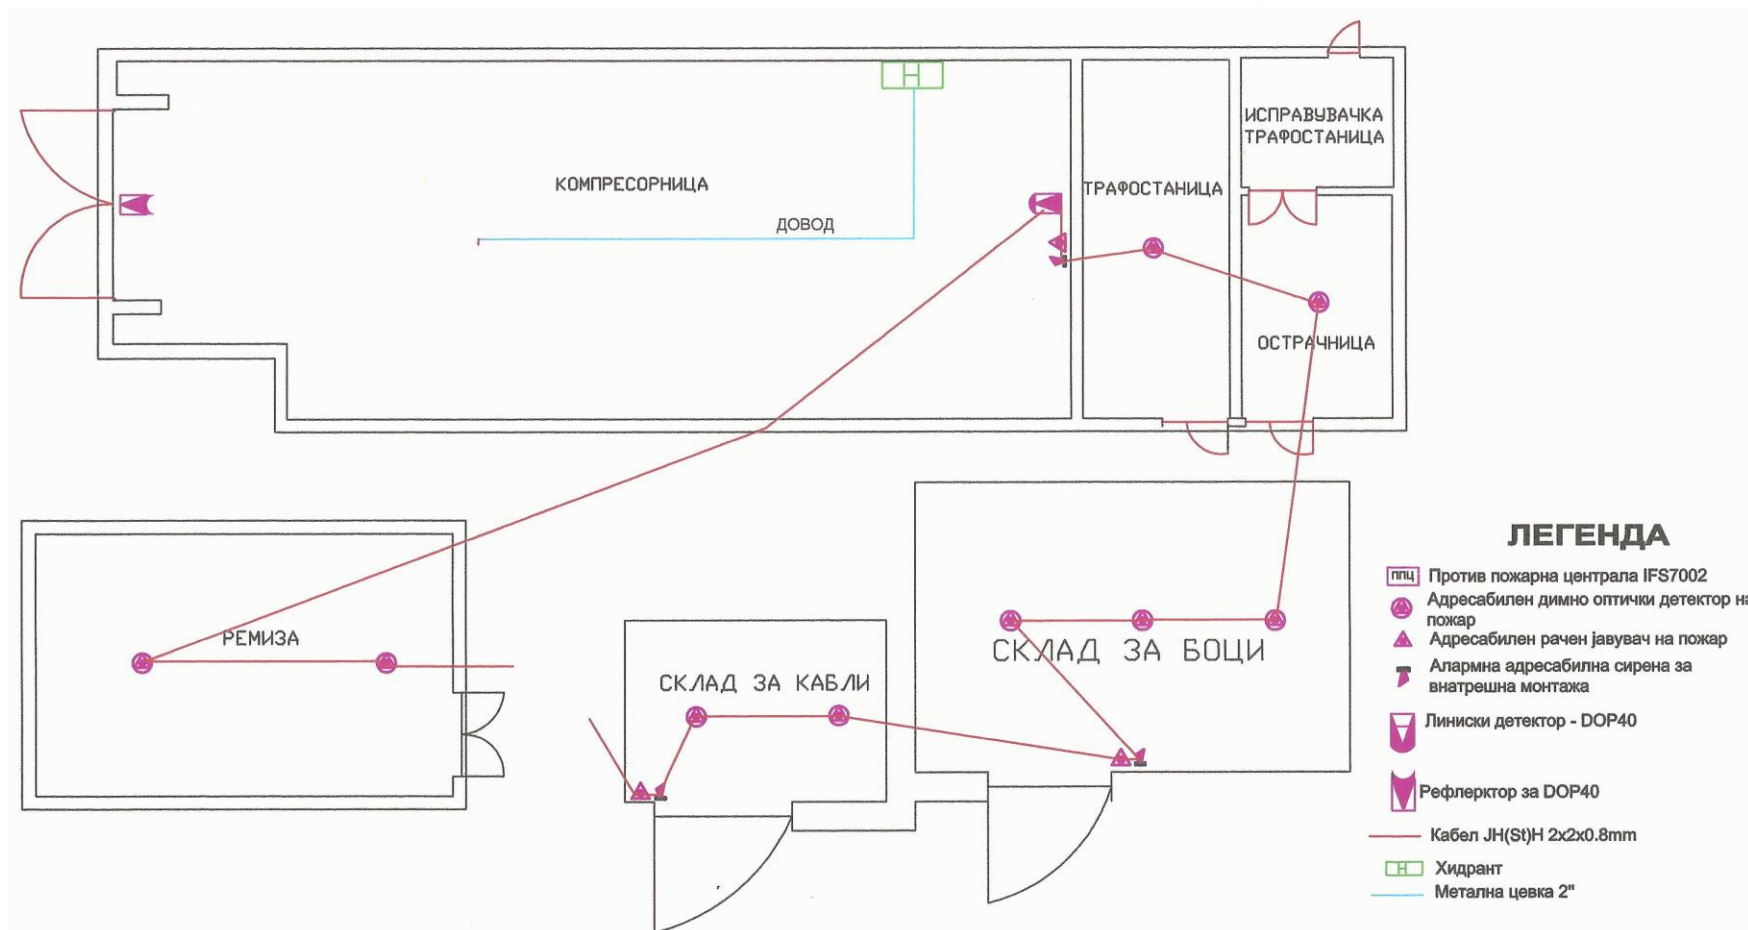 КОМПРЕСОРНИЦА
ДОВОД
ТРАФОСТАНИЦА
ИСПРАВУВАЧКА
ТРАФОСТАНИЦА
ОСТРАЧНИЦА
РЕМИЗА
СКЛАД ЗА КАБЛИ
СКЛАД ЗА БОЦИ
ЛЕГЕНДА
ппц Против пожарна централа IFS7002
Адресабилен димно оптички детектор на
пожар
Адресабилен рачен јавувач на пожар
Алармна адресабилна сирена за
внатрешна монтажа
Линиски детектор - DOP40
Рефлерктор за DOP40
Кабел JH(St)H 2x2x0.8mm
Хидрант
Метална цевка 2"